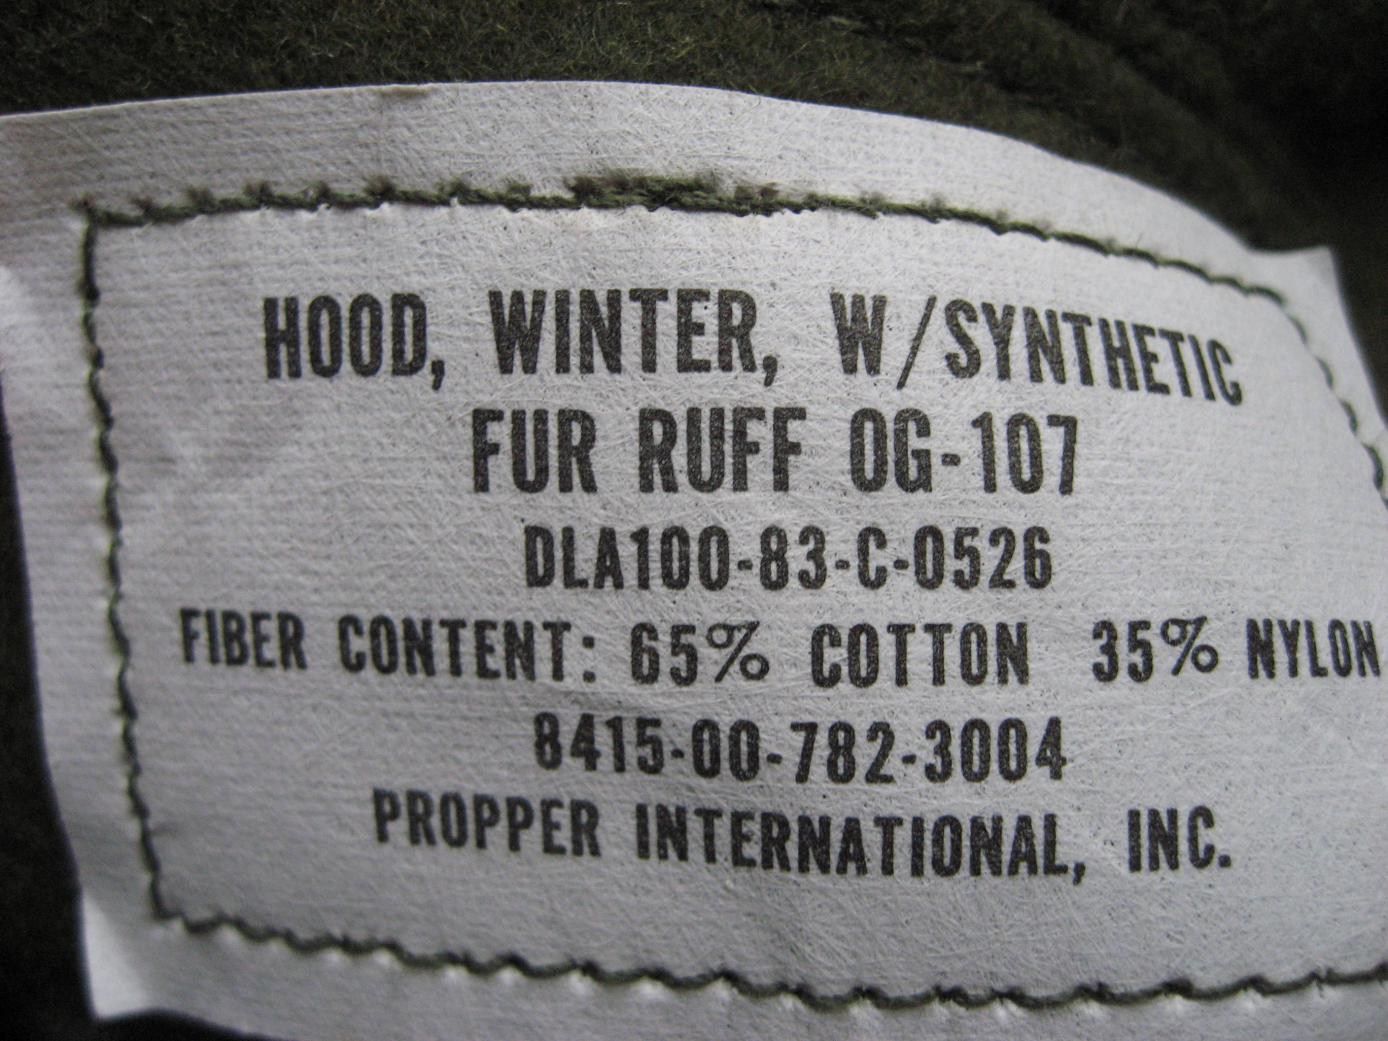 HOOD, WINTER, W/SYNTHETIC
FUR RUFF OG-107
DLA100-83-C-0526
FIBER CONTENT: 65% COTTON 35% NYLON
8415-00-782-3004
PROPPER INTERNATIONAL, INC.